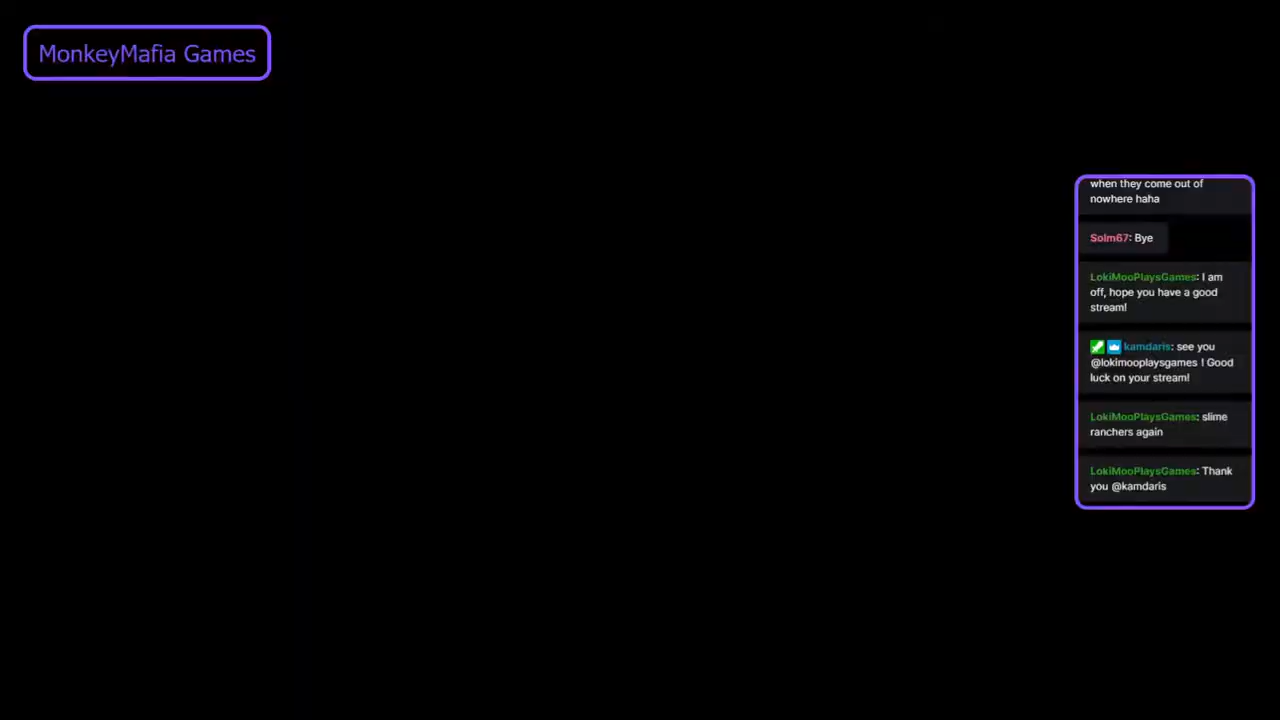 MonkeyMafia Games
when they come out of
nowhere haha
Solm67: Bye
LokiMooPlaysGames: I am
off, hope you have a good
stream!
kamdaris: see you
@lokimooplaysgames ! Good
luck on your stream!
LokiMooPlaysGames: slime
ranchers again
LokiMooPlaysGames: Thank
you @kamdaris